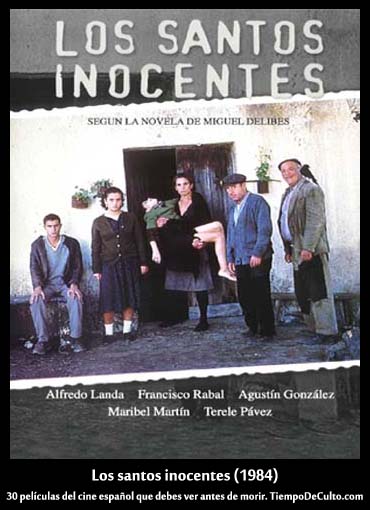 LOS SANTOS
INOCENTES
SEGUN LA NOVELA DE MIGUEL DELIBES
Alfredo Landa Francisco Rabal Agustín González
Maribel Martín Terele Pávez
Los santos inocentes (1984)
30 películas del cine español que debes ver antes de morir. TiempoDeCulto.com